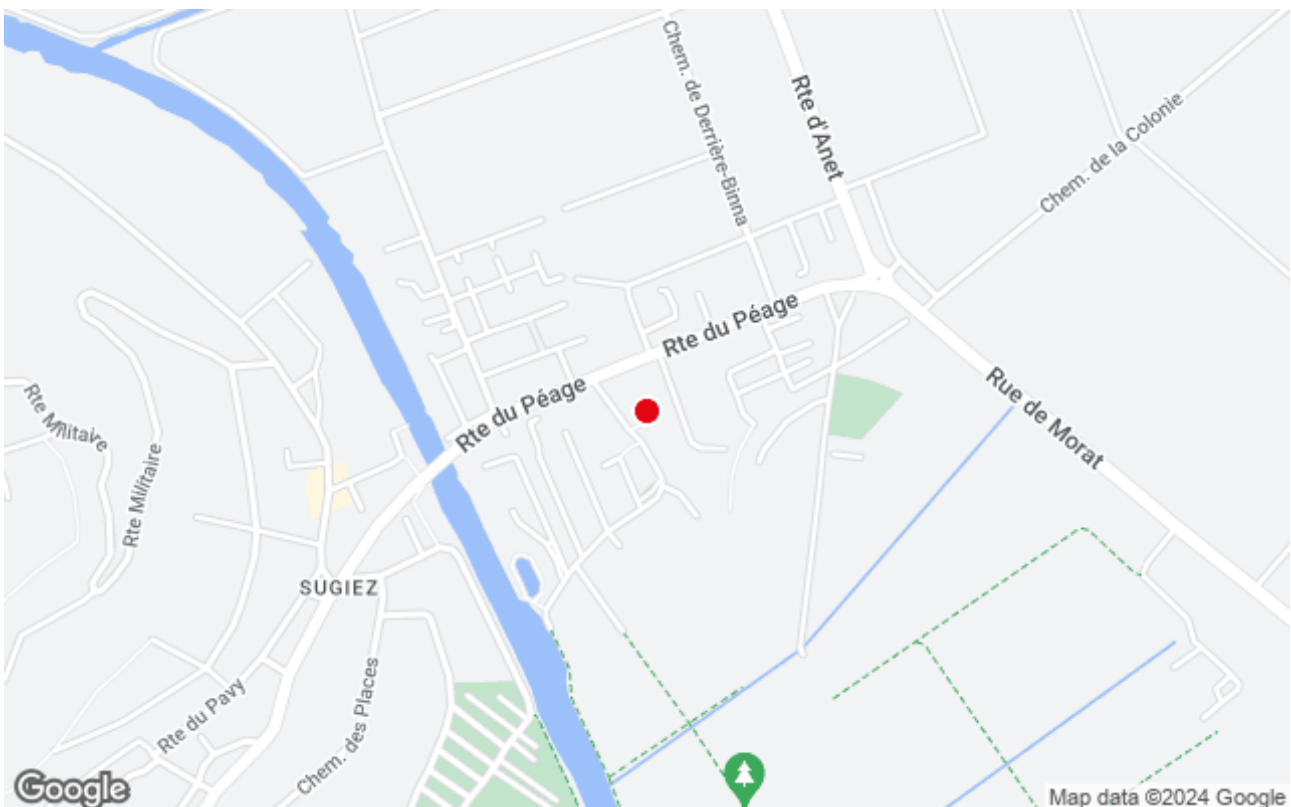 Chem. de Derrière-Binna
Rte d'Anet
Chem. de la Colonie
Rte du Péage
Rte du Péage
Rue de Morat
Rte Militaire
Rte Militaire
SUGIEZ
Rte du Pavy
Chem. des Places
Google
Map data ©2024 Google